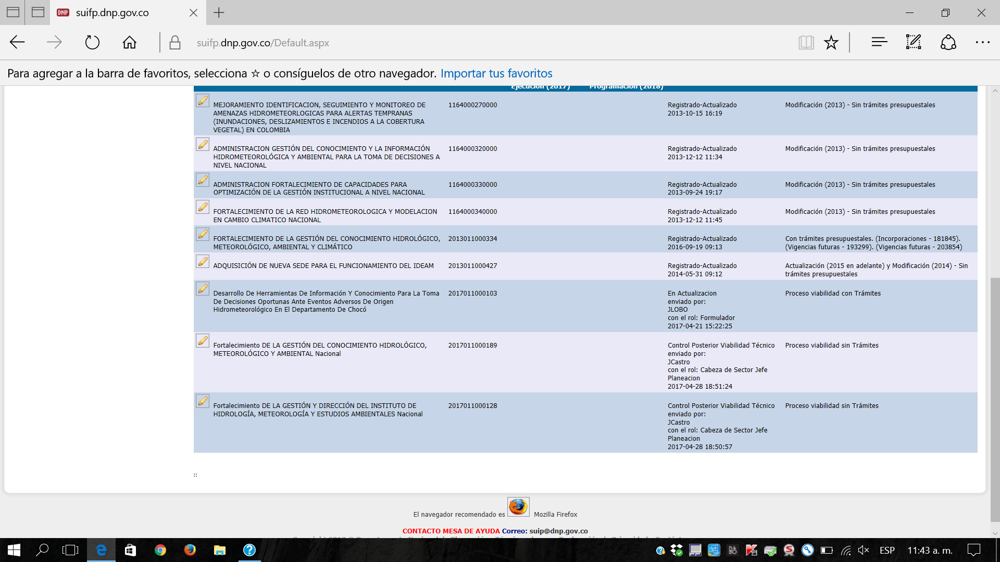 suifp.dnp.gov.co
suifp.dnp.gov.co/Default.aspx
Para agregar a la barra de favoritos, selecciona ☆ o consíguelos de otro navegador. Importar tus favoritos
Ejecución (2017) Programación (2018)
MEJORAMIENTO IDENTIFICACION, SEGUIMIENTO Y MONITOREO DE 1164000270000 Registrado-Actualizado Modificación (2013) - Sin trámites presupuestales
AMENAZAS HIDROMETEORLOGICAS PARA ALERTAS TEMPRANAS 2013-10-15 16:19
(INUNDACIONES, DESLIZAMIENTOS E INCENDIOS A LA COBERTURA
VEGETAL) EN COLOMBIA
ADMINISTRACION GESTIÓN DEL CONOCIMIENTO Y LA INFORMACIÓN 1164000320000 Registrado-Actualizado Modificación (2013) - Sin trámites presupuestales
HIDROMETEOROLÓGICA Y AMBIENTAL PARA LA TOMA DE DECISIONES A 2013-12-12 11:34
NIVEL NACIONAL
ADMINISTRACION FORTALECIMIENTO DE CAPACIDADES PARA 1164000330000 Registrado-Actualizado Modificación (2013) - Sin trámites presupuestales
OPTIMIZACIÓN DE LA GESTIÓN INSTITUCIONAL A NIVEL NACIONAL 2013-09-24 19:17
FORTALECIMIENTO DE LA RED HIDROMETEOROLOGICA Y MODELACION 1164000340000 Registrado-Actualizado Modificación (2013) - Sin trámites presupuestales
EN CAMBIO CLIMATICO NACIONAL 2013-12-12 11:45
FORTALECIMIENTO DE LA GESTIÓN DEL CONOCIMIENTO HIDROLÓGICO, 2013011000334 Registrado-Actualizado Con trámites presupuestales. (Incorporaciones - 181845).
METEOROLÓGICO, AMBIENTAL Y CLIMÁTICO 2016-09-19 09:13 (Vigencias futuras - 193299). (Vigencias futuras - 203854)
ADQUISICIÓN DE NUEVA SEDE PARA EL FUNCIONAMIENTO DEL IDEAM 2013011000427 Registrado-Actualizado Actualización (2015 en adelante) y Modificación (2014) - Sin
2014-05-31 09:12 trámites presupuestales
Desarrollo De Herramientas De Información Y Conocimiento Para La Toma 2017011000103 En Actualizacion Proceso viabilidad con Trámites
De Decisiones Oportunas Ante Eventos Adversos De Origen enviado por:
Hidrometeorológico En El Departamento De Chocó JLOBO
con el rol: Formulador
2017-04-21 15:22:25
Fortalecimiento DE LA GESTIÓN DEL CONOCIMIENTO HIDROLÓGICO, 2017011000189 Control Posterior Viabilidad Técnico Proceso viabilidad sin Trámites
METEOROLÓGICO Y AMBIENTAL Nacional enviado por:
JCastro
con el rol: Cabeza de Sector Jefe
Planeacion
2017-04-28 18:51:24
Fortalecimiento DE LA GESTIÓN Y DIRECCIÓN DEL INSTITUTO DE 2017011000128 Control Posterior Viabilidad Técnico Proceso viabilidad sin Trámites
HIDROLOGÍA, METEOROLOGÍA Y ESTUDIOS AMBIENTALES Nacional enviado por:
JCastro
con el rol: Cabeza de Sector Jefe
Planeacion
2017-04-28 18:50:57
El navegador recomendado es Mozilla Firefox
CONTACTO MESA DE AYUDA Correo: suip@dnp.gov.co
ESP 11:43 a. m.